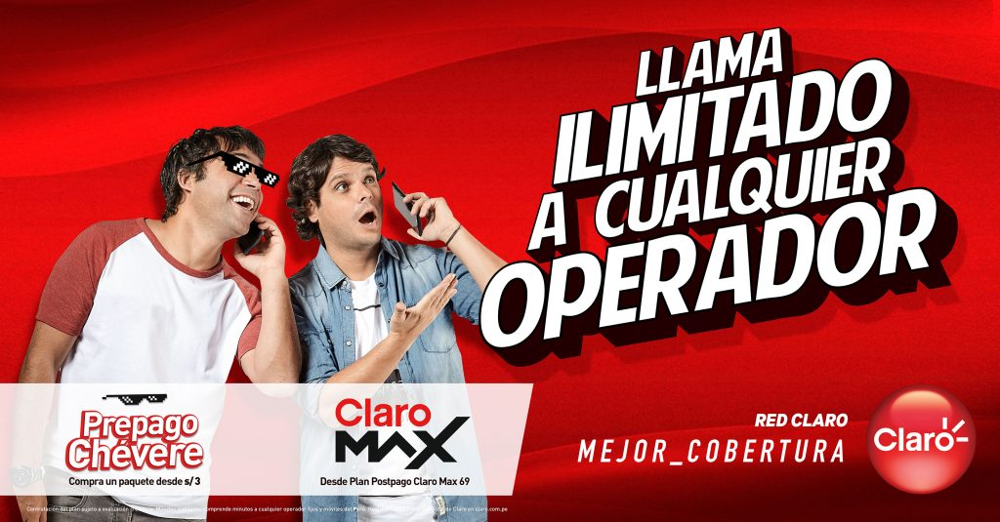 LLAMA
ILIMITADO
A CUALQUIER
OPERADOR
Prepago
Chévere
Compra un paquete desde s/3
Claro
MAX
Desde Plan Postpago Claro Max 69
RED CLARO
MEJOR_COBERTURA
Claro
Contratación del plan sujeto a evaluación comprende minutos a cualquier operador fijos y móviles del Perú. de Claro en claro.com.pe